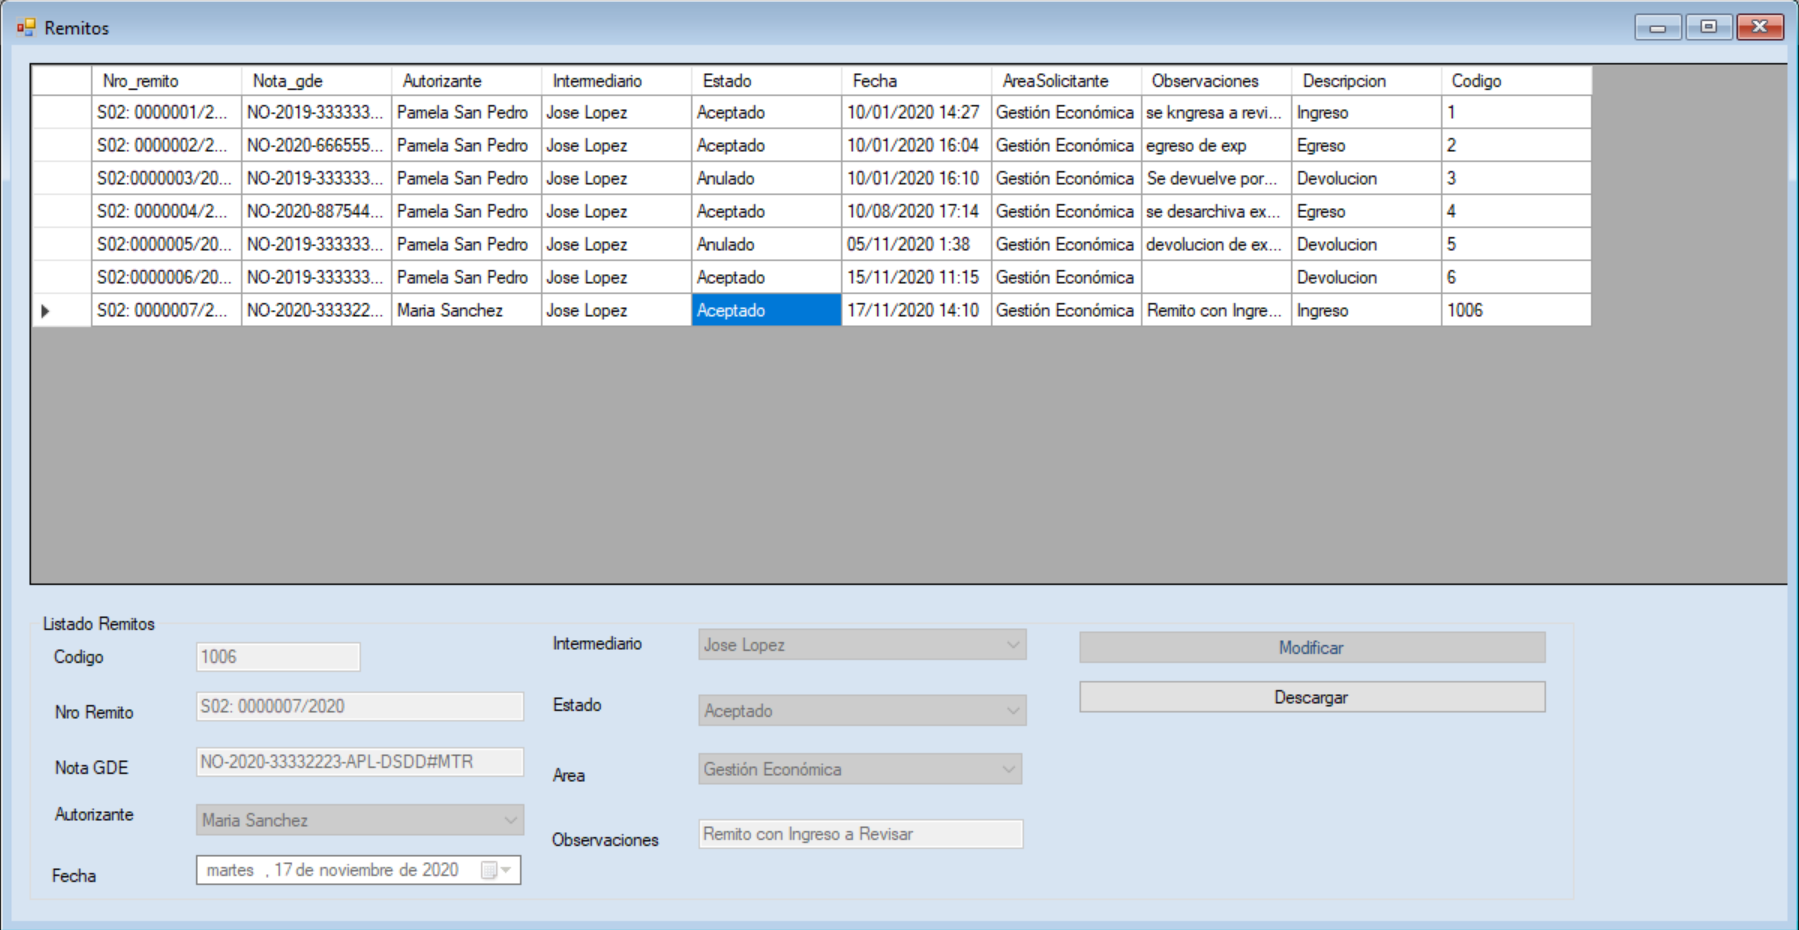 Remitos
Nro_remito Nota_gde Autorizante Intermediario Estado Fecha AreaSolicitante Observaciones Descripcion Codigo
S02: 0000001/2... NO-2019-333333... Pamela San Pedro Jose Lopez Aceptado 10/01/2020 14:27 Gestión Económica se kngresa a revi... Ingreso 1
S02: 0000002/2... NO-2020-666555... Pamela San Pedro Jose Lopez Aceptado 10/01/2020 16:04 Gestión Económica egreso de exp Egreso 2
S02:0000003/20... NO-2019-333333... Pamela San Pedro Jose Lopez Anulado 10/01/2020 16:10 Gestión Económica Se devuelve por... Devolucion 3
S02: 0000004/2... NO-2020-887544... Pamela San Pedro Jose Lopez Aceptado 10/08/2020 17:14 Gestión Económica se desarchiva ex... Egreso 4
S02:0000005/20... NO-2019-333333... Pamela San Pedro Jose Lopez Anulado 05/11/2020 1:38 Gestión Económica devolucion de ex... Devolucion 5
S02:0000006/20... NO-2019-333333... Pamela San Pedro Jose Lopez Aceptado 15/11/2020 11:15 Gestión Económica Devolucion 6
S02: 0000007/2... NO-2020-333322... Maria Sanchez Jose Lopez Aceptado 17/11/2020 14:10 Gestión Económica Remito con Ingre... Ingreso 1006
Listado Remitos
Codigo 1006
Nro Remito S02: 0000007/2020
Nota GDE NO-2020-33332223-APL-DSDD#MTR
Autorizante Maria Sanchez
Fecha martes , 17 de noviembre de 2020
Intermediario Jose Lopez
Estado Aceptado
Area Gestión Económica
Observaciones Remito con Ingreso a Revisar
Modificar
Descargar